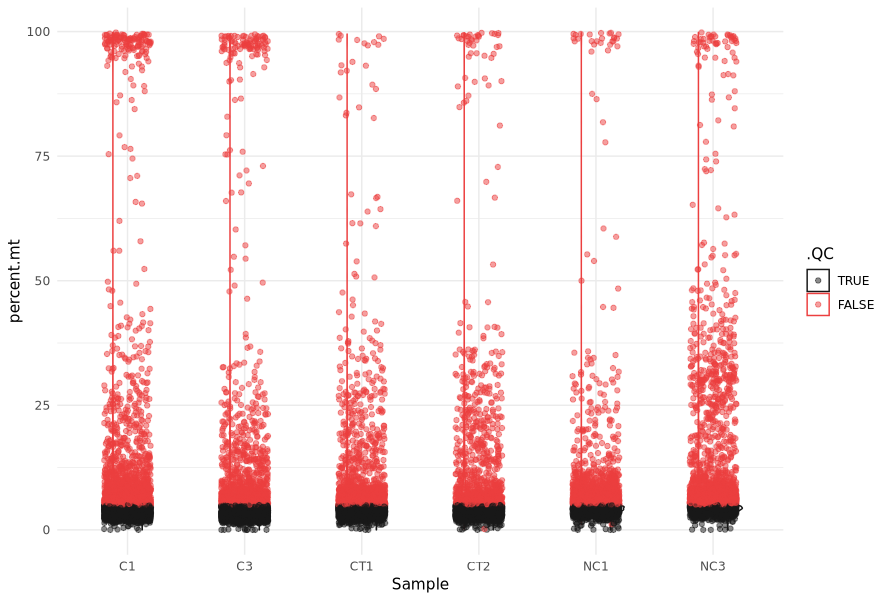 100
75
50
25
0
percent.mt
C1
C3
CT1
CT2
NC1
NC3
Sample
.QC
TRUE
FALSE